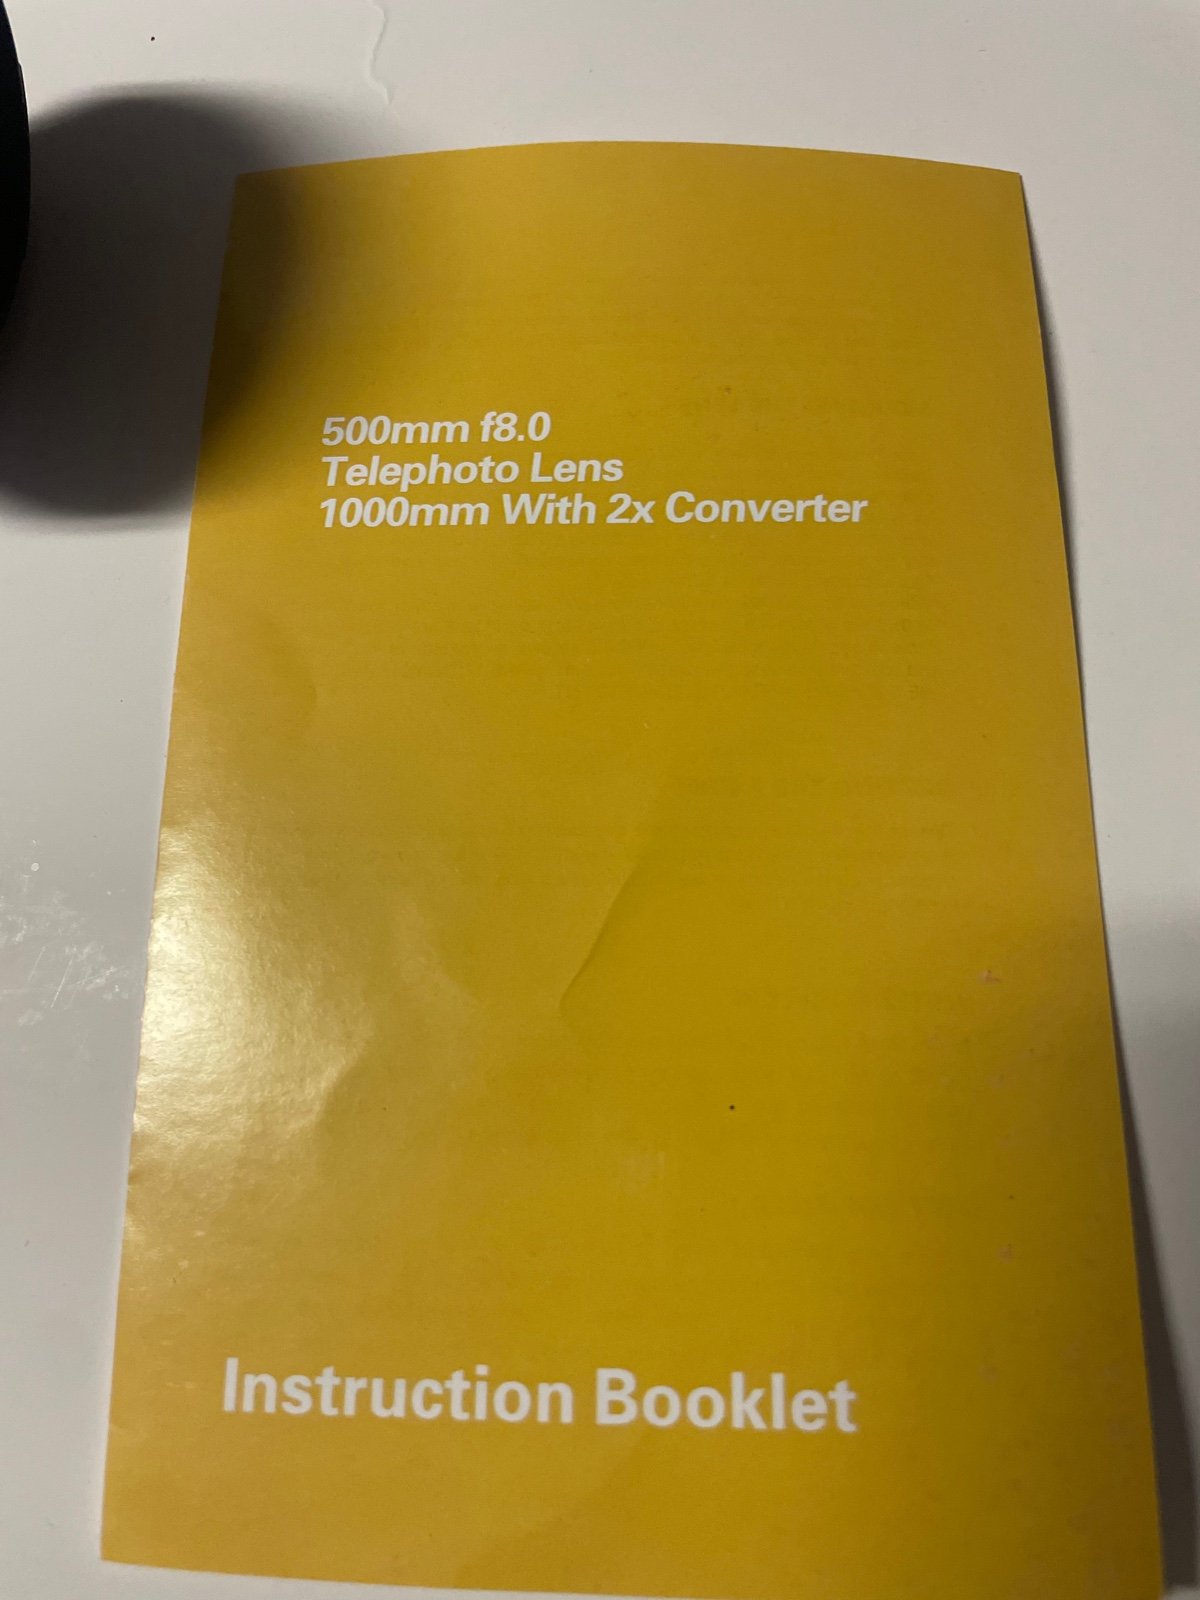 500mm f8.0
Telephoto Lens
1000mm With 2x Converter
Instruction Booklet